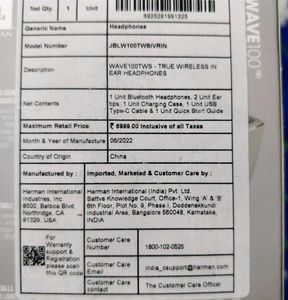 Net Qty. 1 Unit
6925281991325
Generic Name Headphones
Model Number JBLW100TWSIVRIN
Description WAVE100TWS - TRUE WIRELESS IN
EAR HEADPHONES
Net Contents 1 Unit Bluetooth Headphones, 2 Unit Ear
tips, 1 Unit Charging Case, 1 Unit USB
Type-C Cable & 1 Unit Quick Start Guide
Maximum Retail Price ₹ 6999.00 Inclusive of all Taxes
Month & Year of Manufacture 06/2022
Country of Origin China
Manufactured by : Imported, Marketed & Customer Care by :
Harman International
Industries, Inc.
8500, Balboa Blvd.
Northridge, CA
91329, USA
Harman International (India) Pvt. Ltd.
Sattva Knowledge Court, Office-1, Wing 'A' & 'B'
6th Floor, Plot No. 9, Phase I, Doddenakkundi
Industrial Area, Bangalore 560048, Karnataka,
INDIA
Warranty
support &
Registration
scan this
QR code
Customer Care
Number
1800-102-0525
Customer Care
Email
india_csupport@harman.com
Customer Care
contact
The Customer Care Officer
WAVE100